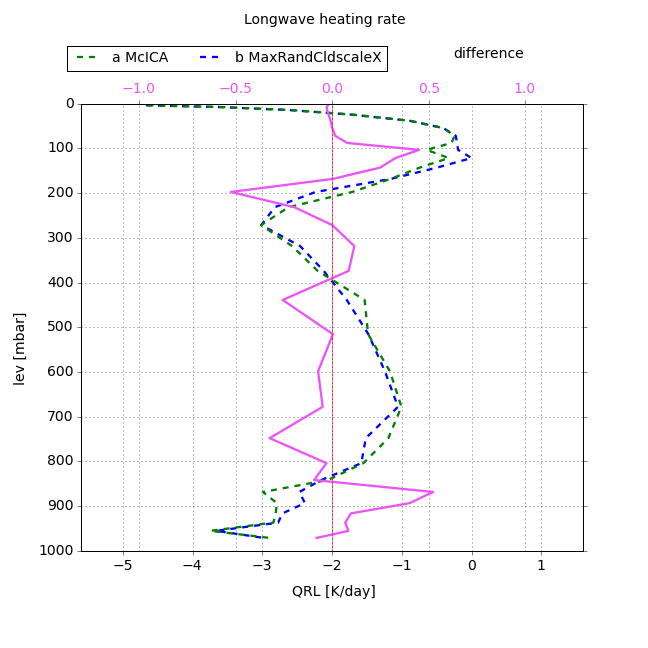 Longwave heating rate
a McICA b MaxRandCldscaleX difference
−1.0 −0.5 0.0 0.5 1.0
0
100
200
300
400
500
600
700
800
900
1000
lev [mbar]
−5 −4 −3 −2 −1 0 1
QRL [K/day]